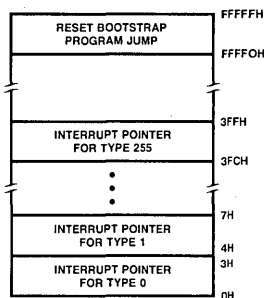 FFFFFH
RESET BOOTSTRAP
PROGRAM JUMP
FFFF0H
3FFH
INTERRUPT POINTER
FOR TYPE 255
3FCH
7H
INTERRUPT POINTER
FOR TYPE 1
4H
3H
INTERRUPT POINTER
FOR TYPE 0
0H